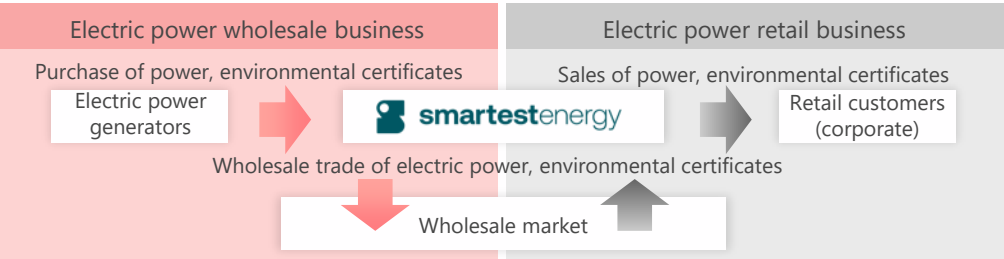 Electric power wholesale business
Electric power retail business
Purchase of power, environmental certificates
Sales of power, environmental certificates
Electric power
generators
smartestenergy
Retail customers
(corporate)
Wholesale trade of electric power, environmental certificates
Wholesale market